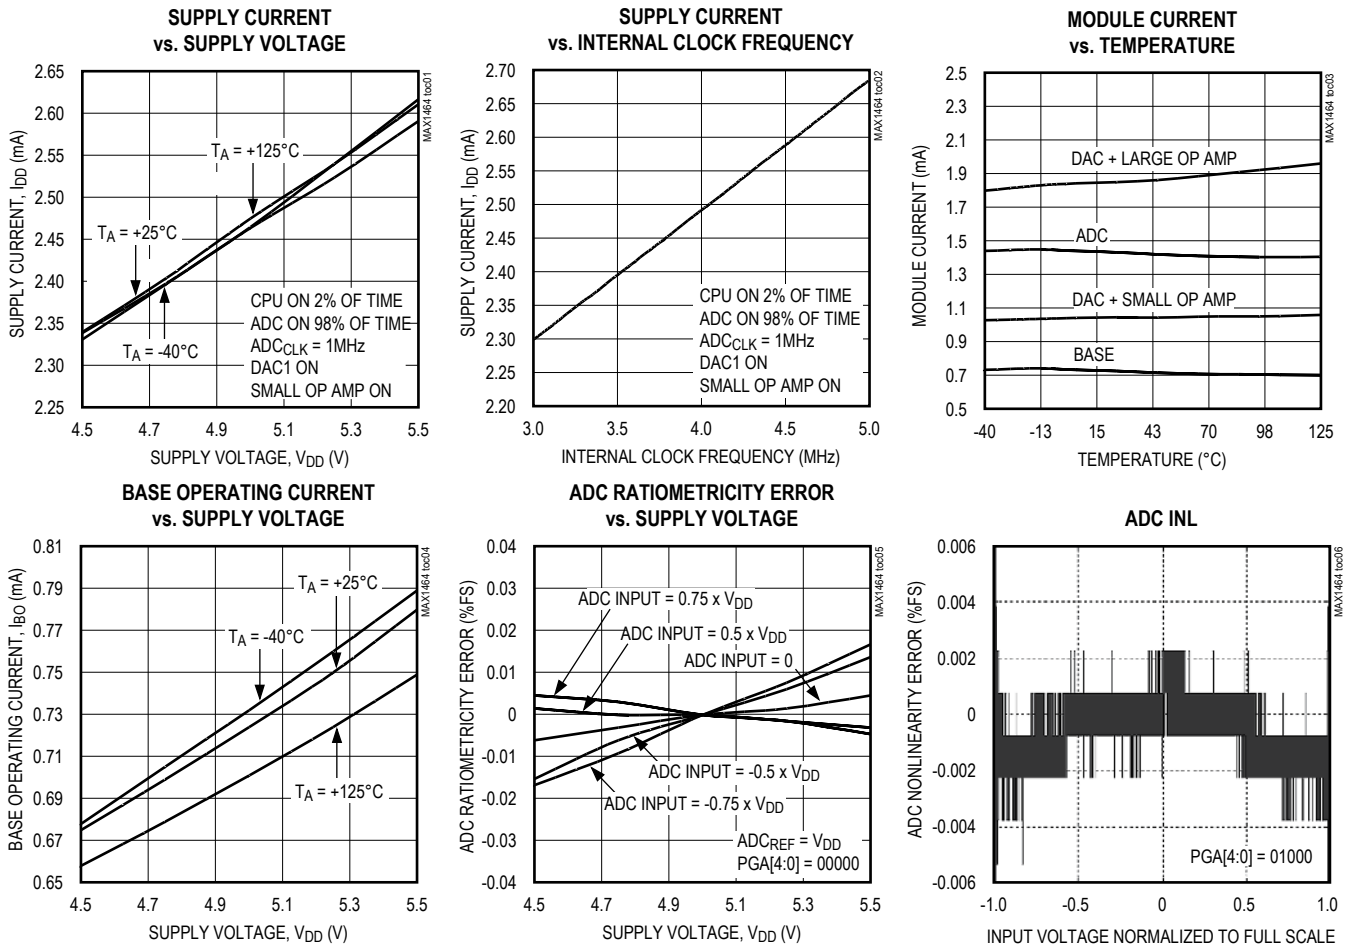 SUPPLY CURRENT
vs. SUPPLY VOLTAGE
2.65
2.60
2.55
2.50
2.45
2.40
2.35
2.30
2.25
SUPPLY CURRENT, IDD (mA)
MAX1464 toc01
TA = +125°C
TA = +25°C
TA = -40°C
CPU ON 2% OF TIME
ADC ON 98% OF TIME
ADCCLK = 1MHz
DAC1 ON
SMALL OP AMP ON
4.5 4.7 4.9 5.1 5.3 5.5
SUPPLY VOLTAGE, VDD (V)
SUPPLY CURRENT
vs. INTERNAL CLOCK FREQUENCY
2.70
2.65
2.60
2.55
2.50
2.45
2.40
2.35
2.30
2.25
2.20
SUPPLY CURRENT, IDD (mA)
MAX1464 toc02
CPU ON 2% OF TIME
ADC ON 98% OF TIME
ADCCLK = 1MHz
DAC1 ON
SMALL OP AMP ON
3.0 3.5 4.0 4.5 5.0
INTERNAL CLOCK FREQUENCY (MHz)
MODULE CURRENT
vs. TEMPERATURE
2.5
2.3
2.1
1.9
1.7
1.5
1.3
1.1
0.9
0.7
0.5
MODULE CURRENT (mA)
MAX1464 toc03
DAC + LARGE OP AMP
ADC
DAC + SMALL OP AMP
BASE
-40 -13 15 43 70 98 125
TEMPERATURE (°C)
BASE OPERATING CURRENT
vs. SUPPLY VOLTAGE
0.81
0.79
0.77
0.75
0.73
0.71
0.69
0.67
0.65
BASE OPERATING CURRENT, IBO (mA)
MAX1464 toc04
TA = +25°C
TA = -40°C
TA = +125°C
4.5 4.7 4.9 5.1 5.3 5.5
SUPPLY VOLTAGE, VDD (V)
ADC RATIOMETRICITY ERROR
vs. SUPPLY VOLTAGE
0.04
0.03
0.02
0.01
0
-0.01
-0.02
-0.03
-0.04
ADC RATIOMETRICITY ERROR (%FS)
MAX1464 toc05
ADC INPUT = 0.75 x VDD
ADC INPUT = 0.5 x VDD
ADC INPUT = 0
ADC INPUT = -0.5 x VDD
ADC INPUT = -0.75 x VDD
ADCREF = VDD
PGA[4:0] = 00000
4.5 4.7 4.9 5.1 5.3 5.5
SUPPLY VOLTAGE, VDD (V)
ADC INL
0.006
0.004
0.002
0
-0.002
-0.004
-0.006
ADC NONLINEARITY ERROR (%FS)
MAX1464 toc06
PGA[4:0] = 01000
-1.0 -0.5 0 0.5 1.0
INPUT VOLTAGE NORMALIZED TO FULL SCALE